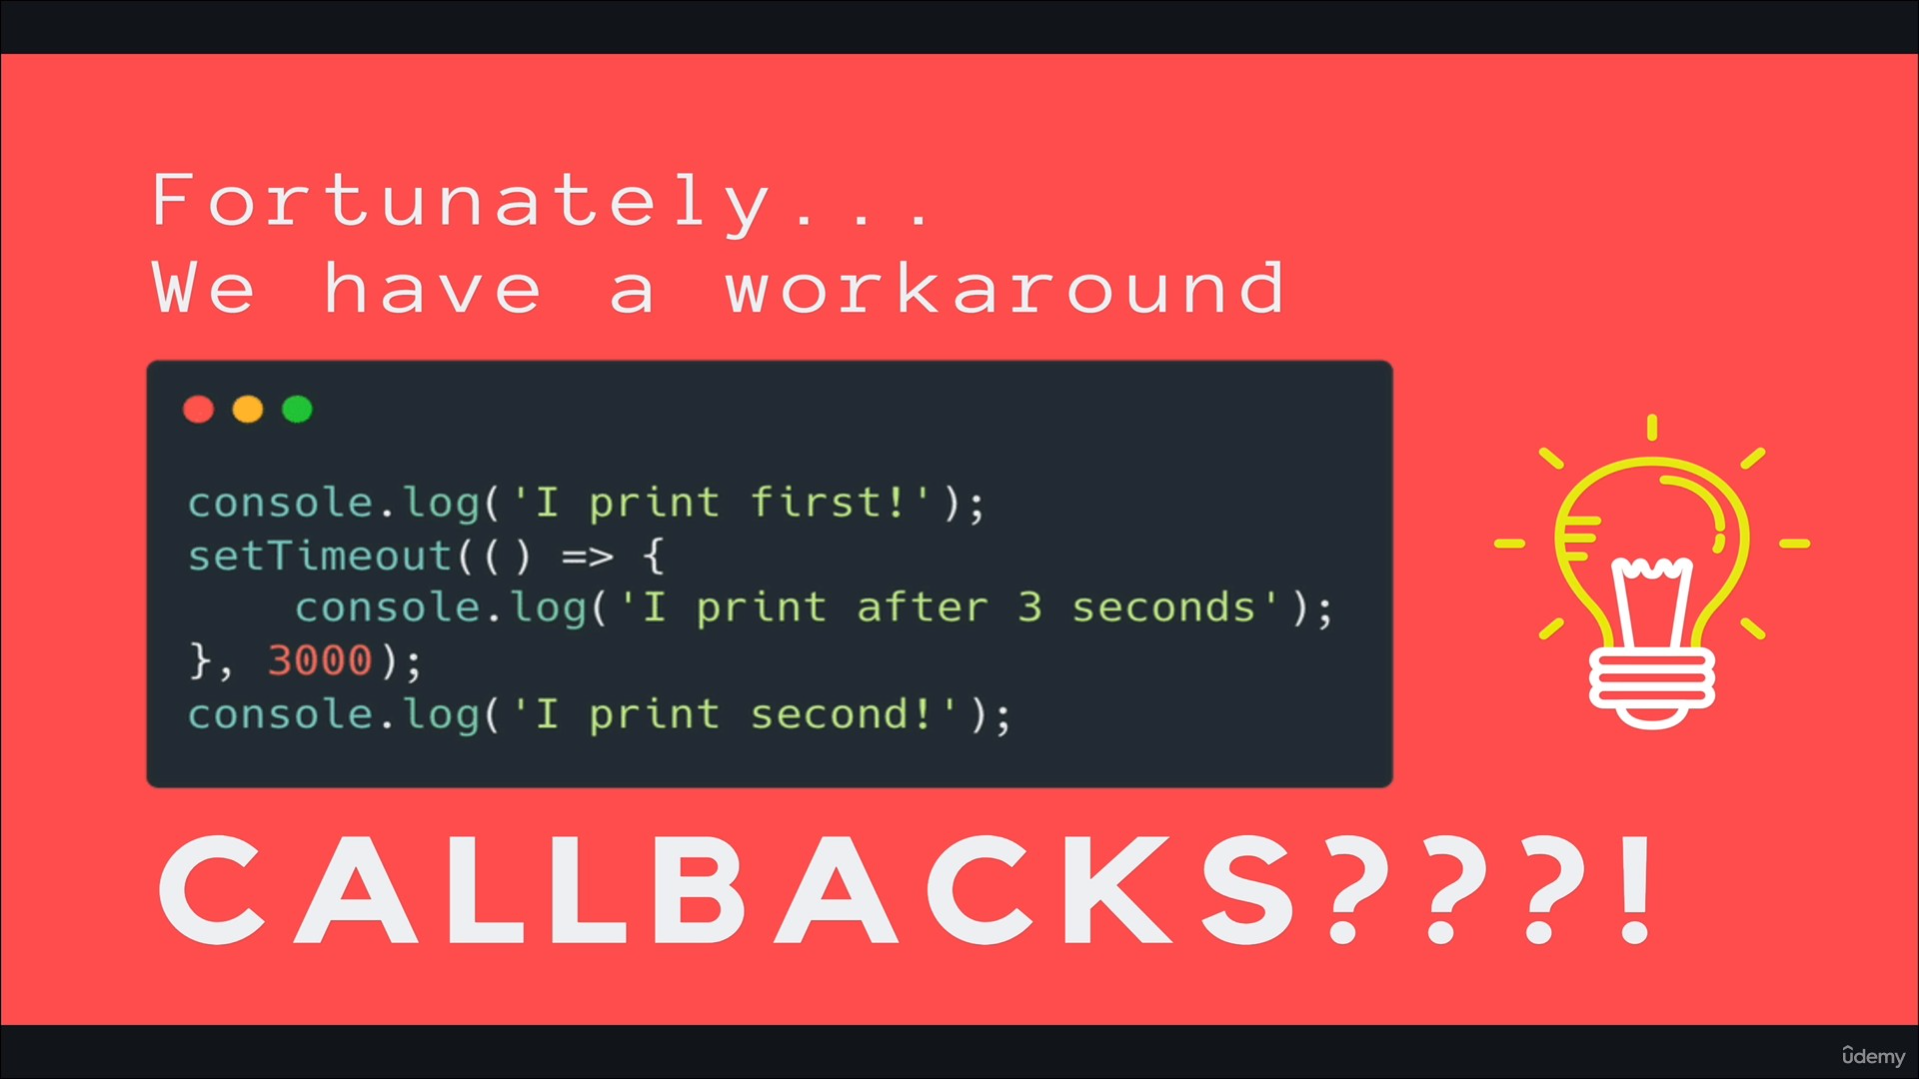 Fortunately...
We have a workaround
console.log('I print first!');
setTimeout(() => {
    console.log('I print after 3 seconds');
}, 3000);
console.log('I print second!');
CALLBACKS???!
ûdemy